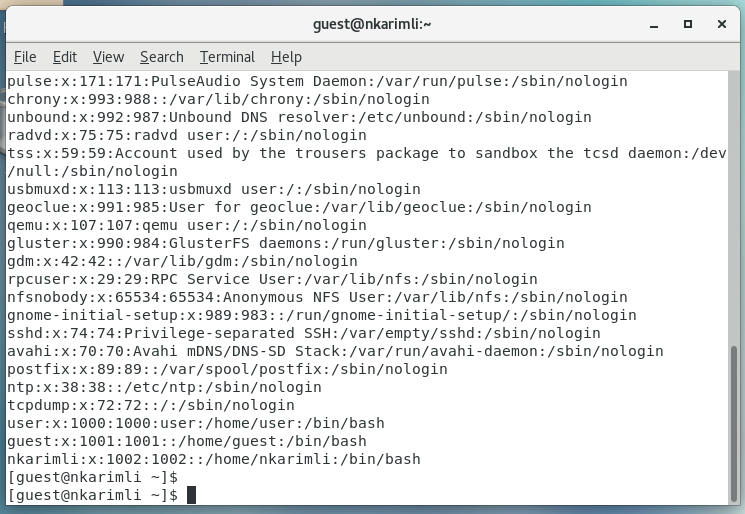 guest@nkarimli:~
File Edit View Search Terminal Help
pulse:x:171:171:PulseAudio System Daemon:/var/run/pulse:/sbin/nologin
chrony:x:993:988::/var/lib/chrony:/sbin/nologin
unbound:x:992:987:Unbound DNS resolver:/etc/unbound:/sbin/nologin
radvd:x:75:75:radvd user:/:/sbin/nologin
tss:x:59:59:Account used by the trousers package to sandbox the tcsd daemon:/dev
/null:/sbin/nologin
usbmuxd:x:113:113:usbmuxd user:/:/sbin/nologin
geoclue:x:991:985:User for geoclue:/var/lib/geoclue:/sbin/nologin
qemu:x:107:107:qemu user:/:/sbin/nologin
gluster:x:990:984:GlusterFS daemons:/run/gluster:/sbin/nologin
gdm:x:42:42::/var/lib/gdm:/sbin/nologin
rpcuser:x:29:29:RPC Service User:/var/lib/nfs:/sbin/nologin
nfsnobody:x:65534:65534:Anonymous NFS User:/var/lib/nfs:/sbin/nologin
gnome-initial-setup:x:989:983::/run/gnome-initial-setup/:/sbin/nologin
sshd:x:74:74:Privilege-separated SSH:/var/empty/sshd:/sbin/nologin
avahi:x:70:70:Avahi mDNS/DNS-SD Stack:/var/run/avahi-daemon:/sbin/nologin
postfix:x:89:89::/var/spool/postfix:/sbin/nologin
ntp:x:38:38::/etc/ntp:/sbin/nologin
tcpdump:x:72:72::/:/sbin/nologin
user:x:1000:1000:user:/home/user:/bin/bash
guest:x:1001:1001::/home/guest:/bin/bash
nkarimli:x:1002:1002::/home/nkarimli:/bin/bash
[guest@nkarimli ~]$
[guest@nkarimli ~]$